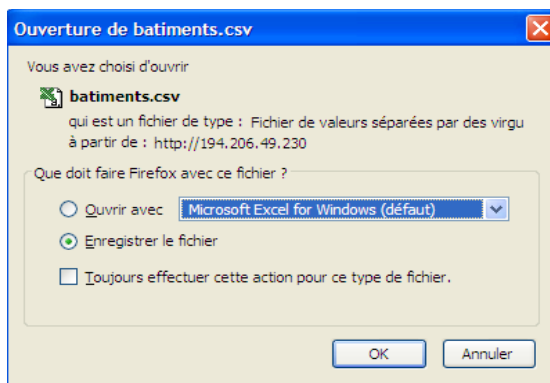 Ouverture de batiments.csv
Vous avez choisi d'ouvrir
batiments.csv
qui est un fichier de type : Fichier de valeurs séparées par des virgu
à partir de : http://194.206.49.230
Que doit faire Firefox avec ce fichier ?
Ouvrir avec Microsoft Excel for Windows (défaut)
Enregistrer le fichier
Toujours effectuer cette action pour ce type de fichier.
OK Annuler